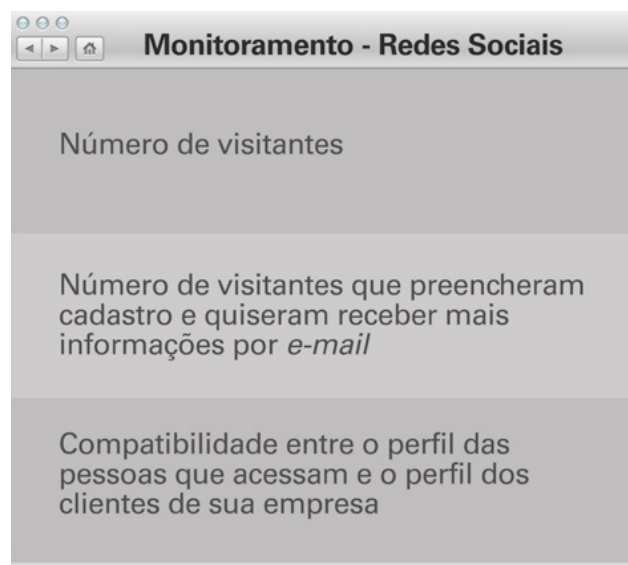 Monitoramento - Redes Sociais
Número de visitantes
Número de visitantes que preencheram
cadastro e quiseram receber mais
informações por e-mail
Compatibilidade entre o perfil das
pessoas que acessam e o perfil dos
clientes de sua empresa